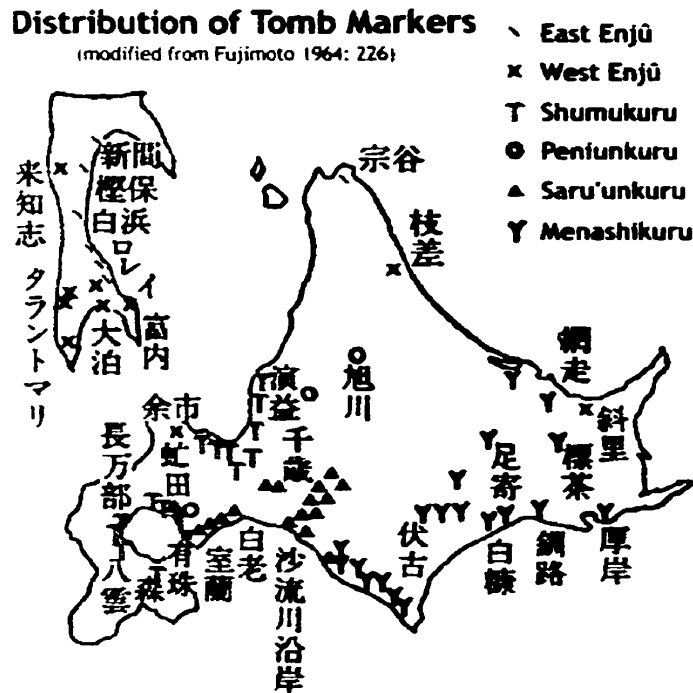 Distribution of Tomb Markers
(modified from Fujimoto 1964: 226)
East Enjû
West Enjû
Shumukuru
Peniunkuru
Saru'unkuru
Menashikuru
新問
樫保
白浜
来知志
ロレイ
タラントマリ
大泊
富内
宗谷
枝差
網走
斜里
旭川
濱益
余市
千歳
長万部
虻田
足寄
標茶
八雲
森
有珠
室蘭
白老
沙流川沿岸
伏古
白糠
釧路
厚岸